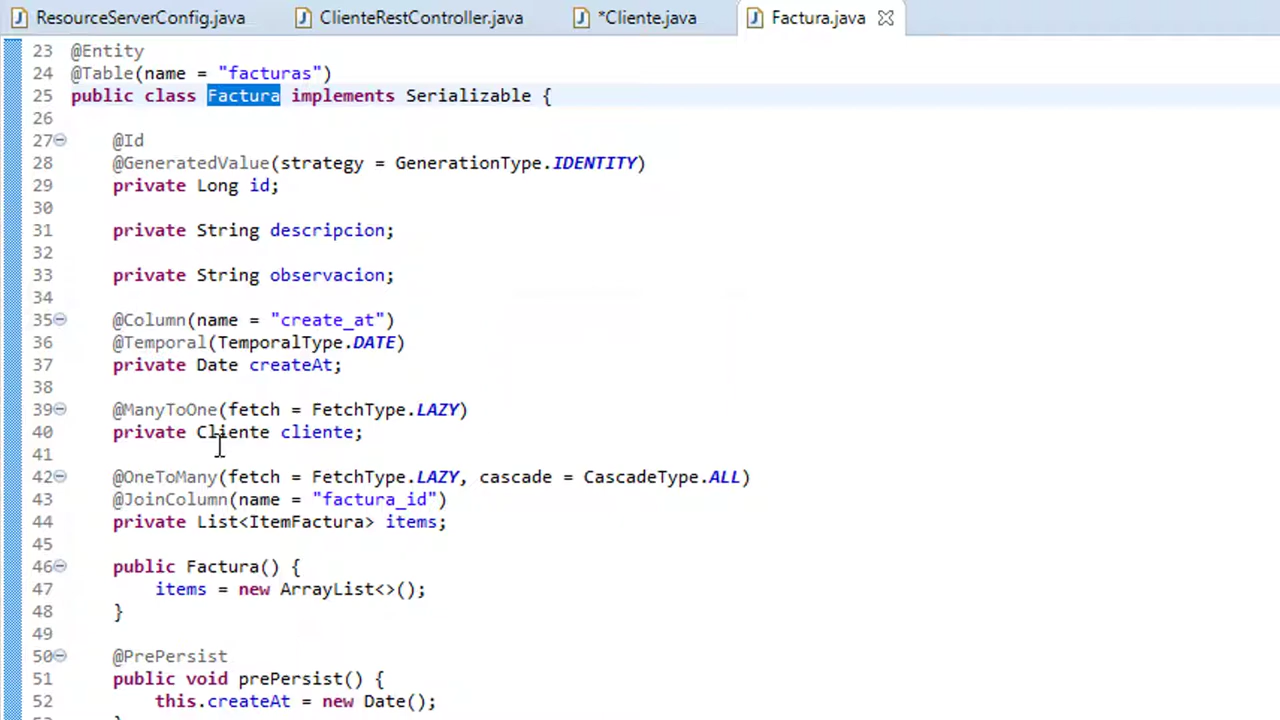 ResourceServerConfig.java ClienteRestController.java *Cliente.java Factura.java
23 @Entity
24 @Table(name = "facturas")
25 public class Factura implements Serializable {
26
27 @Id
28 @GeneratedValue(strategy = GenerationType.IDENTITY)
29 private Long id;
30
31 private String descripcion;
32
33 private String observacion;
34
35 @Column(name = "create_at")
36 @Temporal(TemporalType.DATE)
37 private Date createAt;
38
39 @ManyToOne(fetch = FetchType.LAZY)
40 private Cliente cliente;
41
42 @OneToMany(fetch = FetchType.LAZY, cascade = CascadeType.ALL)
43 @JoinColumn(name = "factura_id")
44 private List<ItemFactura> items;
45
46 public Factura() {
47 items = new ArrayList<>();
48 }
49
50 @PrePersist
51 public void prePersist() {
52 this.createAt = new Date();